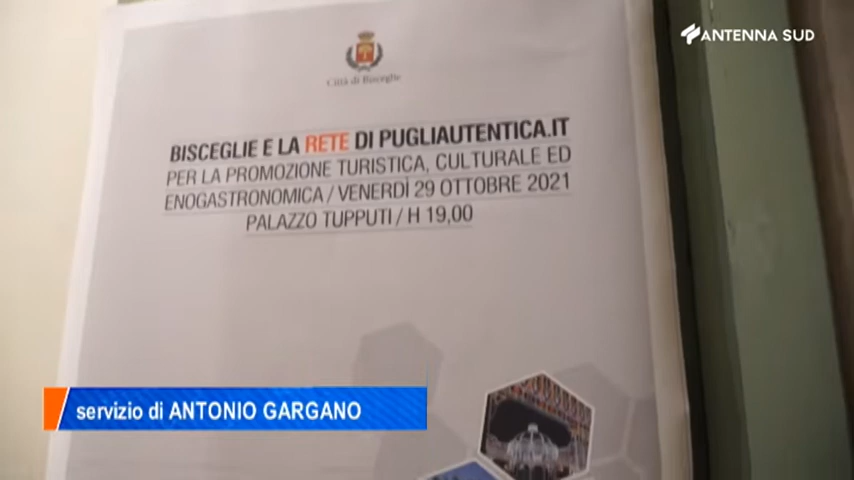 ANTENNA SUD
Città di Bisceglie
BISCEGLIE E LA RETE DI PUGLIAUTENTICA.IT
PER LA PROMOZIONE TURISTICA, CULTURALE ED
ENOGASTRONOMICA / VENERDÌ 29 OTTOBRE 2021
PALAZZO TUPPUTI / H 19,00
servizio di ANTONIO GARGANO